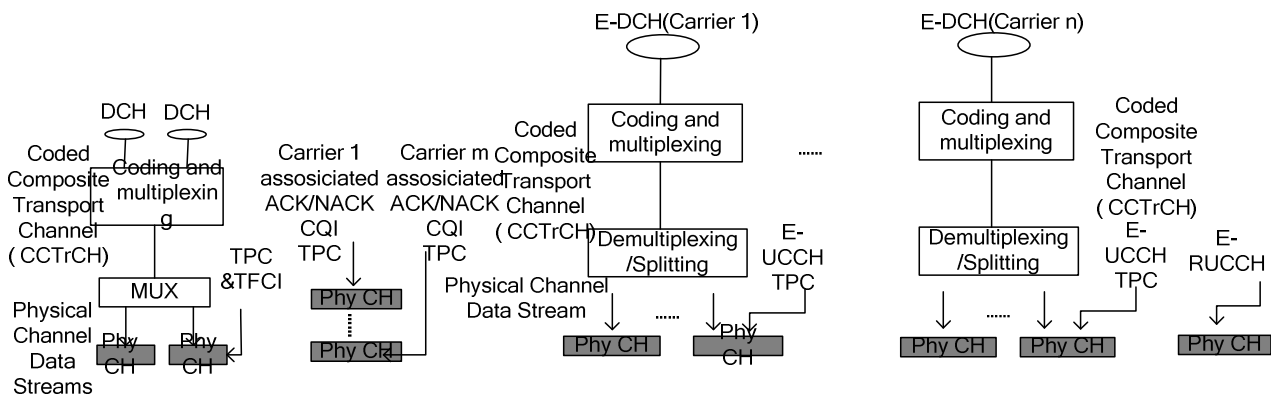 E-DCH(Carrier 1)
E-DCH(Carrier n)
DCH
DCH
Coded
Composite
Transport
Channel
( CCTrCH)
Coding and
multiplexin
g
MUX
TPC
&TFCI
Physical
Channel
Data
Streams
Phy
CH
Phy
CH
Carrier 1
assosiciated
ACK/NACK
CQI
TPC
Carrier m
assosiciated
ACK/NACK
CQI
TPC
Phy CH
Phy CH
Coded
Composite
Transport
Channel
( CCTrCH)
Coding and
multiplexing
Demultiplexing
/Splitting
E-
UCCH
TPC
Physical Channel
Data Stream
......
Phy CH
Phy
CH
......
Coding and
multiplexing
Demultiplexing
/Splitting
Coded
Composite
Transport
Channel
( CCTrCH)
E-
UCCH
TPC
......
Phy CH
Phy CH
E-
RUCCH
Phy CH